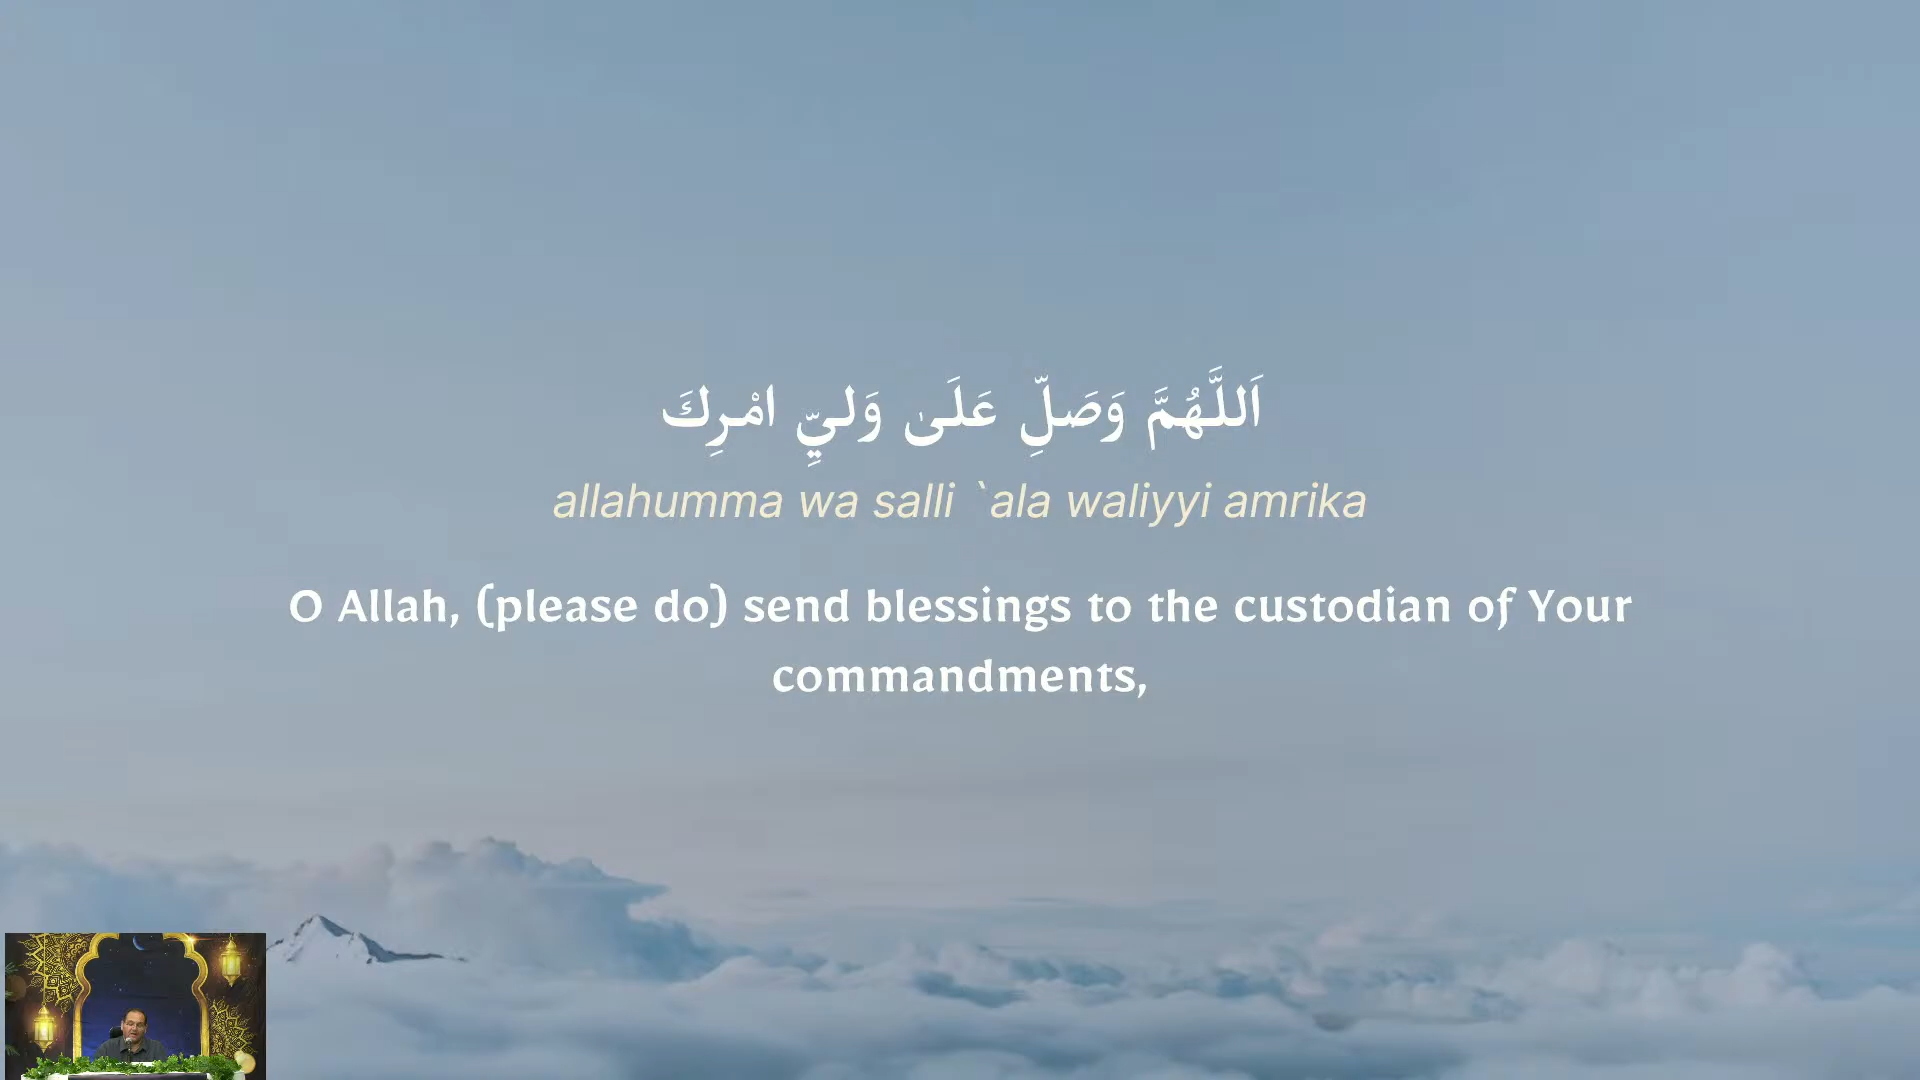 اَللَّهُمَّ وَصَلِّ عَلَىٰ وَلِيِّ امْرِكَ
allahumma wa salli `ala waliyyi amrika
O Allah, (please do) send blessings to the custodian of Your
commandments,